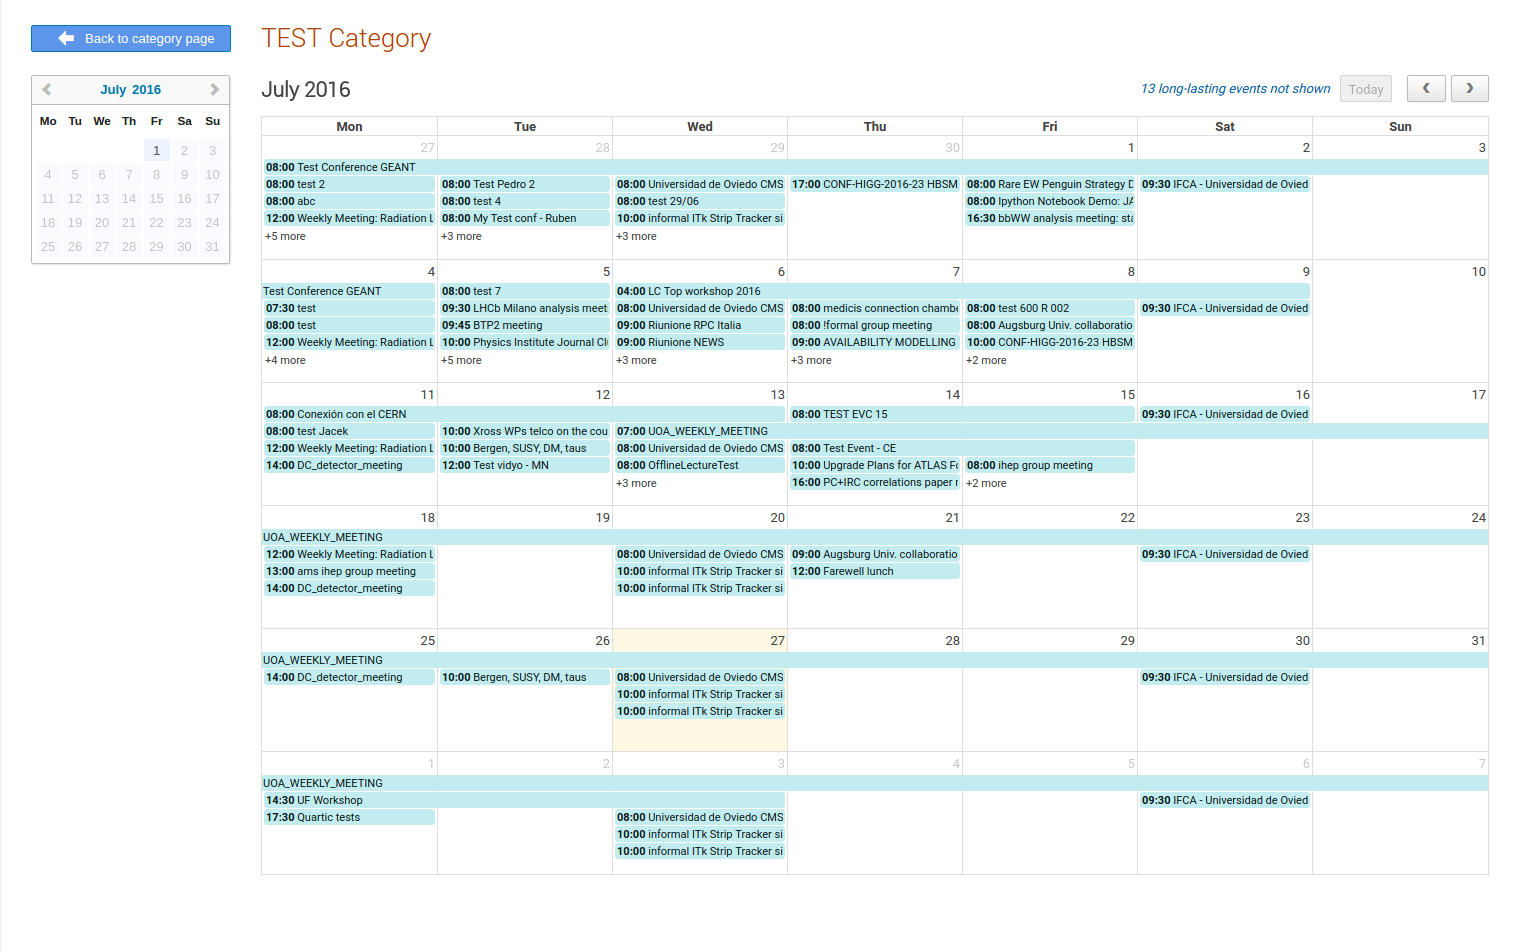 Back to category page
TEST Category
July 2016
Mo Tu We Th Fr Sa Su
1 2 3
4 5 6 7 8 9 10
11 12 13 14 15 16 17
18 19 20 21 22 23 24
25 26 27 28 29 30 31
July 2016
13 long-lasting events not shown
Today
Mon Tue Wed Thu Fri Sat Sun
27 28 29 30 1 2 3
08:00 Test Conference GEANT
08:00 test 2
08:00 Test Pedro 2
08:00 Universidad de Oviedo CMS
17:00 CONF-HIGG-2016-23 HBSM
08:00 Rare EW Penguin Strategy D
09:30 IFCA - Universidad de Ovied
08:00 abc
08:00 test 4
08:00 test 29/06
08:00 Ipython Notebook Demo: JA
12:00 Weekly Meeting: Radiation L
08:00 My Test conf - Ruben
10:00 informal ITk Strip Tracker si
16:30 bbWW analysis meeting: sta
+5 more
+3 more
+3 more
4 5 6 7 8 9 10
Test Conference GEANT
08:00 test 7
04:00 LC Top workshop 2016
07:30 test
09:30 LHCb Milano analysis meet
08:00 Universidad de Oviedo CMS
08:00 medicis connection chambe
08:00 test 600 R 002
09:30 IFCA - Universidad de Ovied
08:00 test
09:45 BTP2 meeting
09:00 Riunione RPC Italia
08:00 !formal group meeting
08:00 Augsburg Univ. collaboratio
12:00 Weekly Meeting: Radiation L
10:00 Physics Institute Journal Cl
09:00 Riunione NEWS
09:00 AVAILABILITY MODELLING
10:00 CONF-HIGG-2016-23 HBSM
+4 more
+5 more
+3 more
+3 more
+2 more
11 12 13 14 15 16 17
08:00 Conexión con el CERN
08:00 TEST EVC 15
09:30 IFCA - Universidad de Ovied
08:00 test Jacek
10:00 Xross WPs telco on the cou
07:00 UOA_WEEKLY_MEETING
12:00 Weekly Meeting: Radiation L
10:00 Bergen, SUSY, DM, taus
08:00 Universidad de Oviedo CMS
08:00 Test Event - CE
14:00 DC_detector_meeting
12:00 Test vidyo - MN
08:00 OfflineLectureTest
10:00 Upgrade Plans for ATLAS Fo
08:00 ihep group meeting
+3 more
16:00 PC+IRC correlations paper r
+2 more
18 19 20 21 22 23 24
UOA_WEEKLY_MEETING
12:00 Weekly Meeting: Radiation L
08:00 Universidad de Oviedo CMS
09:00 Augsburg Univ. collaboratio
09:30 IFCA - Universidad de Ovied
13:00 ams ihep group meeting
10:00 informal ITk Strip Tracker si
12:00 Farewell lunch
14:00 DC_detector_meeting
10:00 informal ITk Strip Tracker si
25 26 27 28 29 30 31
UOA_WEEKLY_MEETING
14:00 DC_detector_meeting
10:00 Bergen, SUSY, DM, taus
08:00 Universidad de Oviedo CMS
09:30 IFCA - Universidad de Ovied
10:00 informal ITk Strip Tracker si
10:00 informal ITk Strip Tracker si
1 2 3 4 5 6 7
UOA_WEEKLY_MEETING
14:30 UF Workshop
09:30 IFCA - Universidad de Ovied
17:30 Quartic tests
08:00 Universidad de Oviedo CMS
10:00 informal ITk Strip Tracker si
10:00 informal ITk Strip Tracker si